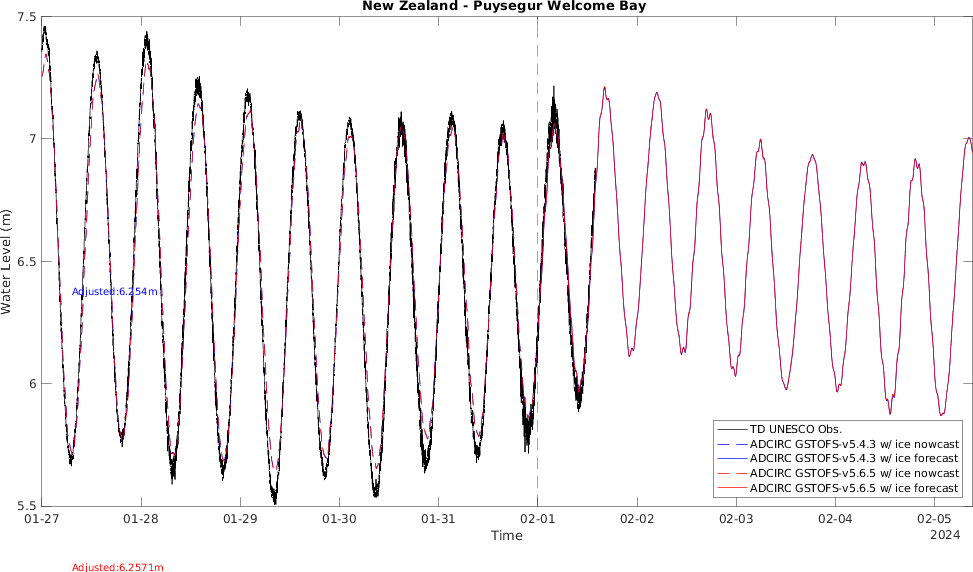 New Zealand - Puysegur Welcome Bay
7.5
7
6.5
6
5.5
Water Level (m)
Adjusted:6.254m
TD UNESCO Obs.
ADCIRC GSTOFS-v5.4.3 w/ ice nowcast
ADCIRC GSTOFS-v5.4.3 w/ ice forecast
ADCIRC GSTOFS-v5.6.5 w/ ice nowcast
ADCIRC GSTOFS-v5.6.5 w/ ice forecast
01-27 01-28 01-29 01-30 01-31 02-01 02-02 02-03 02-04 02-05
Time
2024
Adjusted:6.2571m